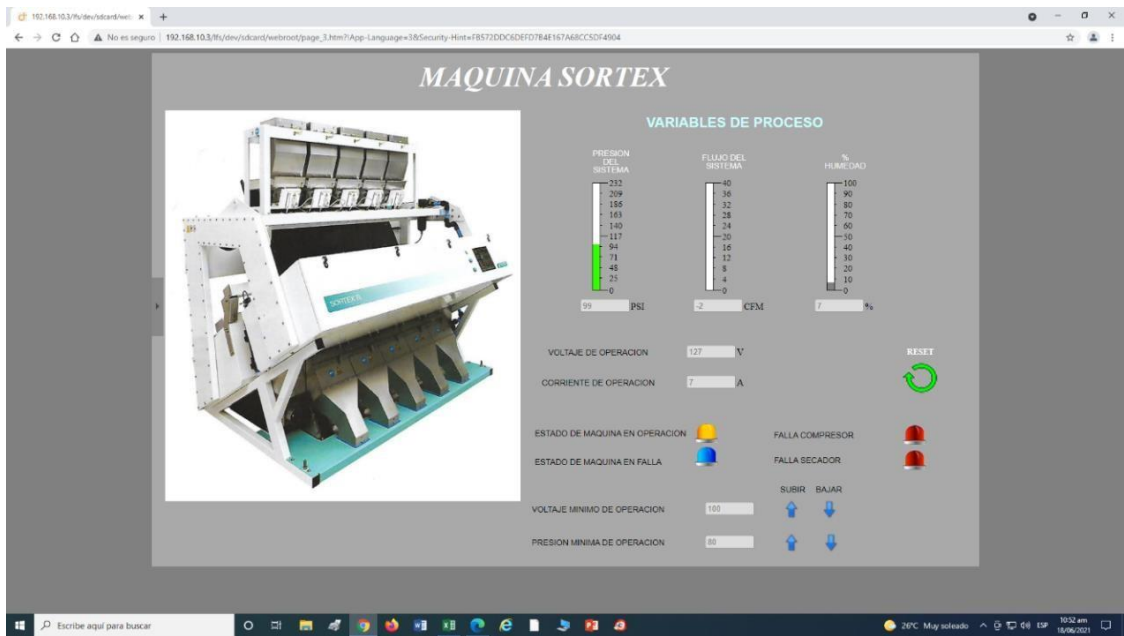 192.168.10.3/lfs/dev/sdcard/web
No es seguro 192.168.10.3/lfs/dev/sdcard/webroot/page_3.htm?App-Language=3&Security-Hint=
MAQUINA SORTEX
SORTEX
VARIABLES DE PROCESO
PRESION
DEL
SISTEMA
232
209
186
163
140
117
94
71
48
25
0
99 PSI
FLUJO DEL
SISTEMA
40
36
32
28
24
20
16
12
8
4
0
-2 CFM
%
HUMEDAD
100
90
80
70
60
50
40
30
20
10
0
7 %
VOLTAJE DE OPERACION 127 V
RESET
CORRIENTE DE OPERACION 7 A
ESTADO DE MAQUINA EN OPERACION FALLA COMPRESOR
ESTADO DE MAQUINA EN FALLA FALLA SECADOR
SUBIR BAJAR
VOLTAJE MINIMO DE OPERACION 100
PRESION MINIMA DE OPERACION 80
Escribe aquí para buscar
26°C Muy soleado ESP 10:52 am
18/06/2021